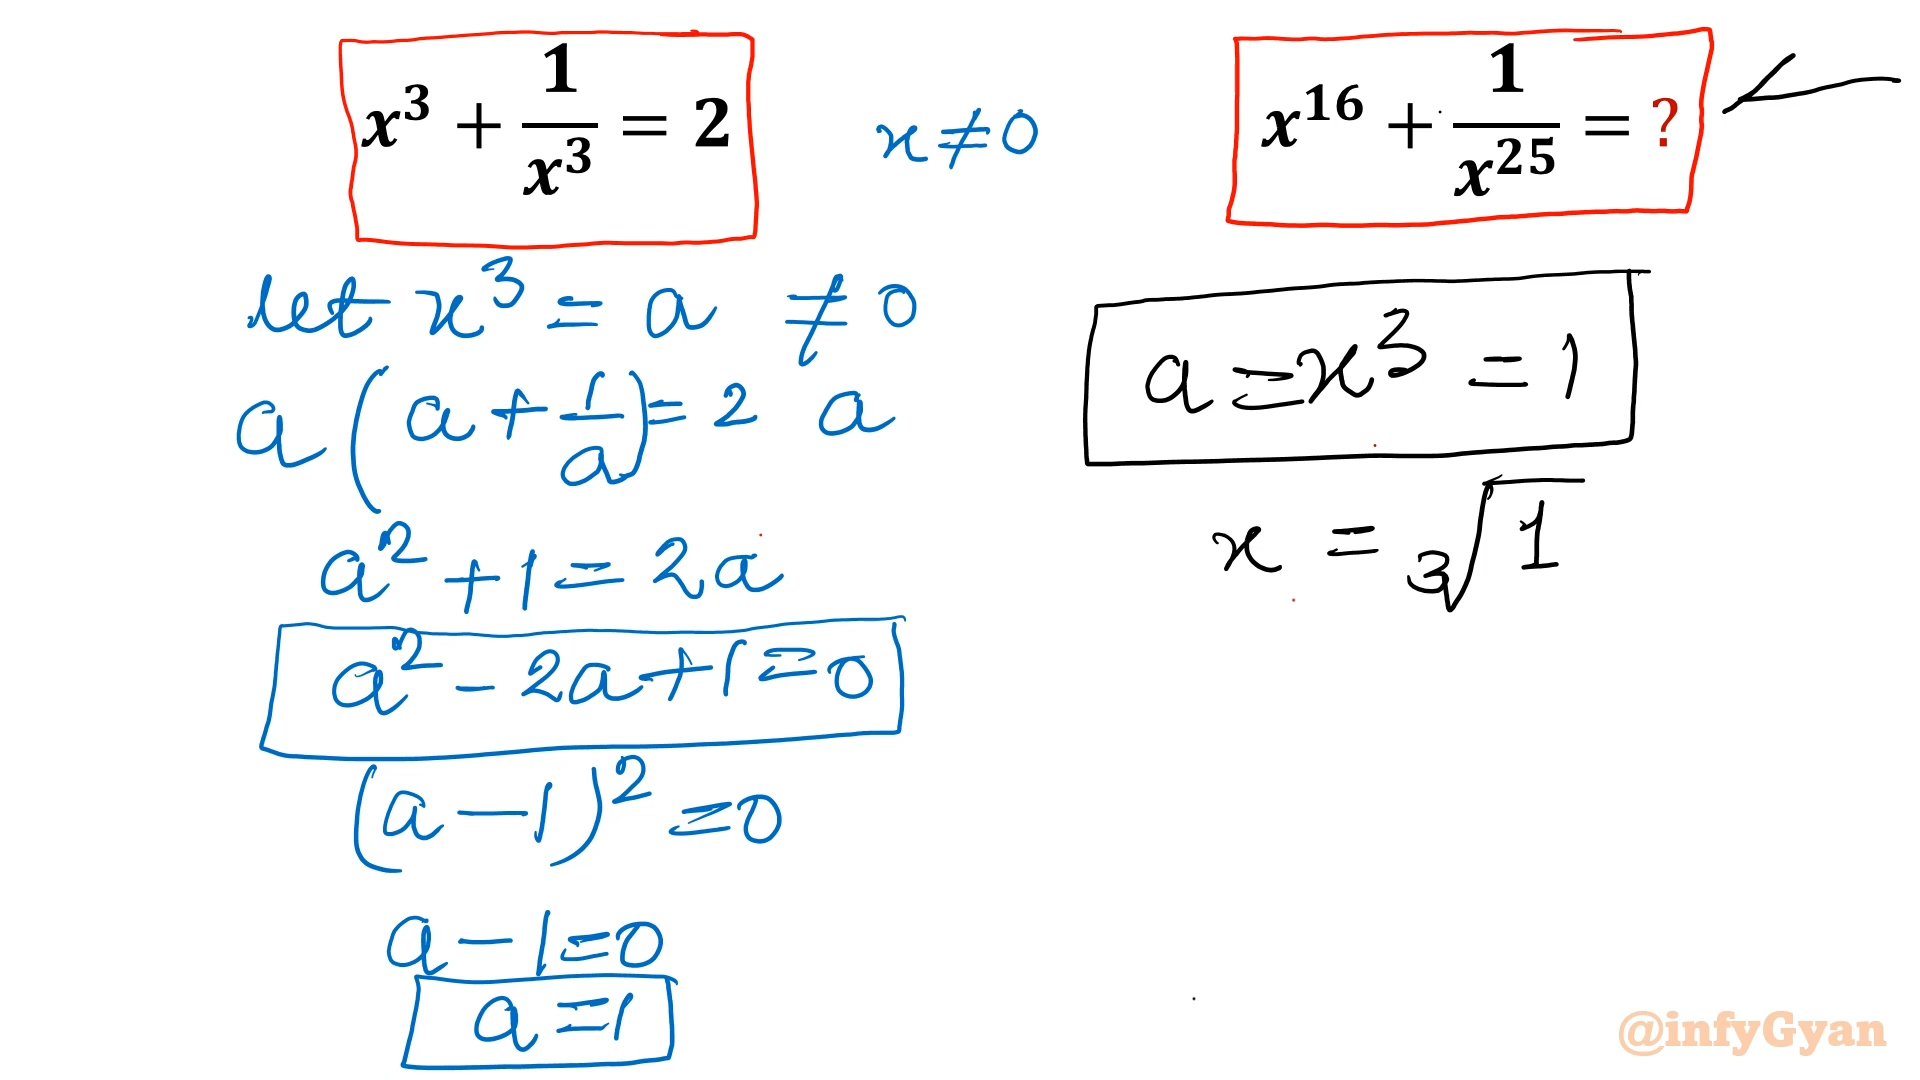 x³ + 1/x³ = 2
x ≠ 0
x¹⁶ + 1/x²⁵ = ?
let x³ = a ≠ 0
a(a + 1/a) = 2 a
a² + 1 = 2a
a² - 2a + 1 = 0
(a - 1)² = 0
a - 1 = 0
a = 1
a = x³ = 1
x = ³√1
@infyGyan